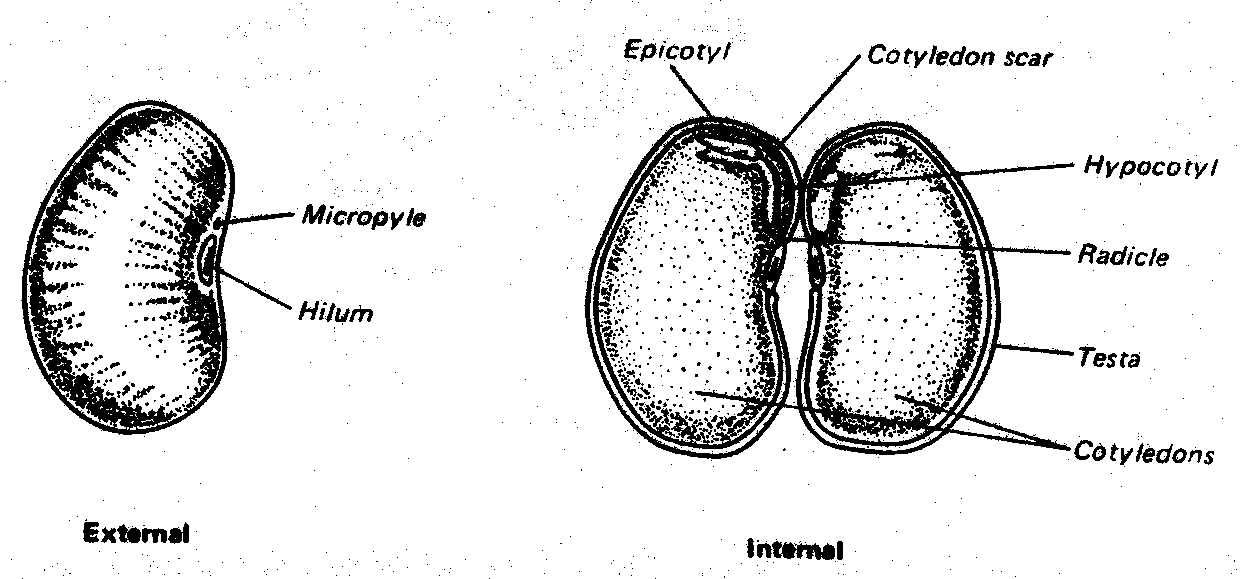 Epicotyl
Cotyledon scar
Hypocotyl
Micropyle
Radicle
Hilum
Testa
Cotyledons
External
Internal